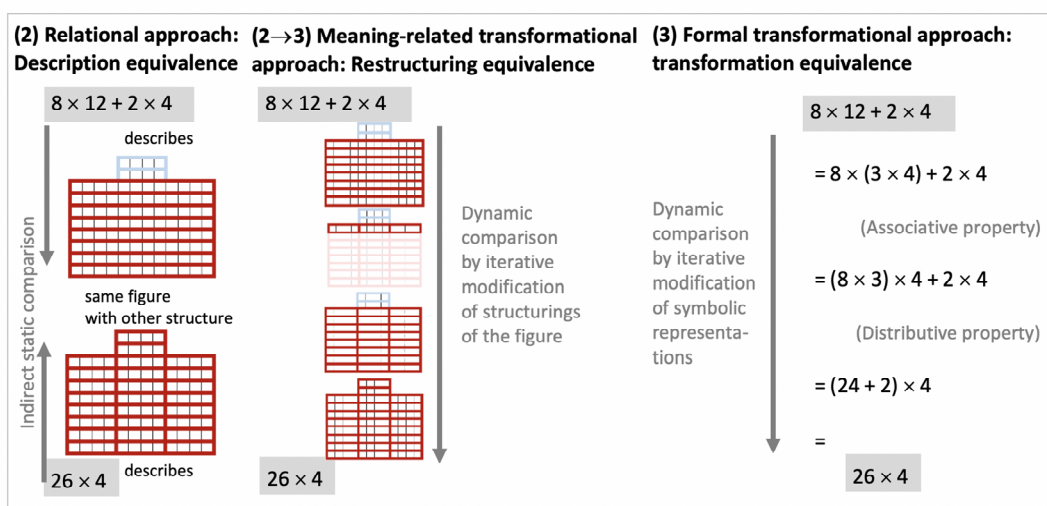 (2) Relational approach:
Description equivalence
8 × 12 + 2 × 4
describes
Indirect static comparison
same figure
with other structure
describes
26 × 4
(2→3) Meaning-related transformational
approach: Restructuring equivalence
8 × 12 + 2 × 4
Dynamic
comparison
by iterative
modification
of structurings
of the figure
26 × 4
(3) Formal transformational approach:
transformation equivalence
Dynamic
comparison
by iterative
modification
of symbolic
representa-
tions
8 × 12 + 2 × 4
= 8 × (3 × 4) + 2 × 4
(Associative property)
= (8 × 3) × 4 + 2 × 4
(Distributive property)
= (24 + 2) × 4
=
26 × 4